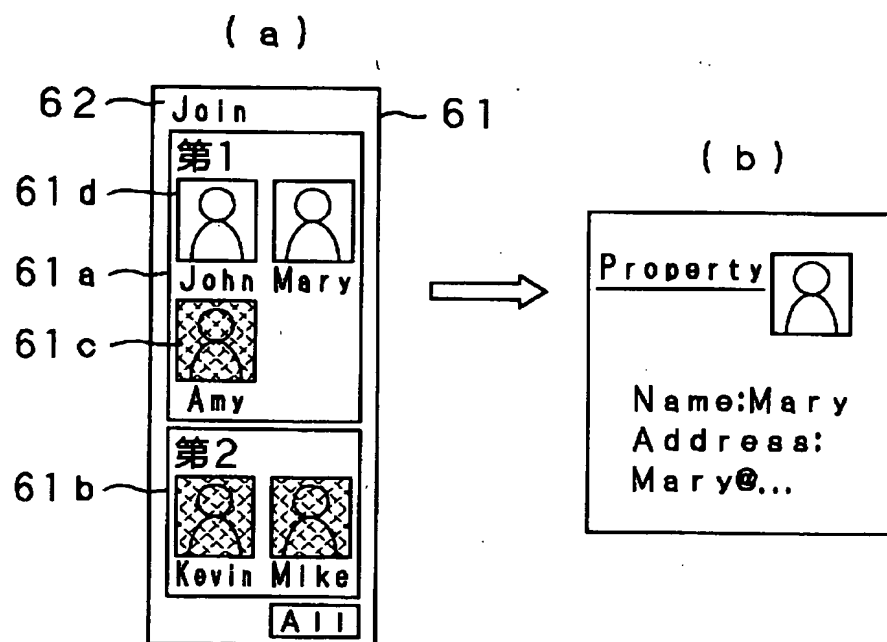 (a)
62 Join 61
第1
61d
John Mary
61a
61c
Amy
第2
61b
Kevin Mike
All
(b)
Property
Name:Mary
Address:
Mary@...